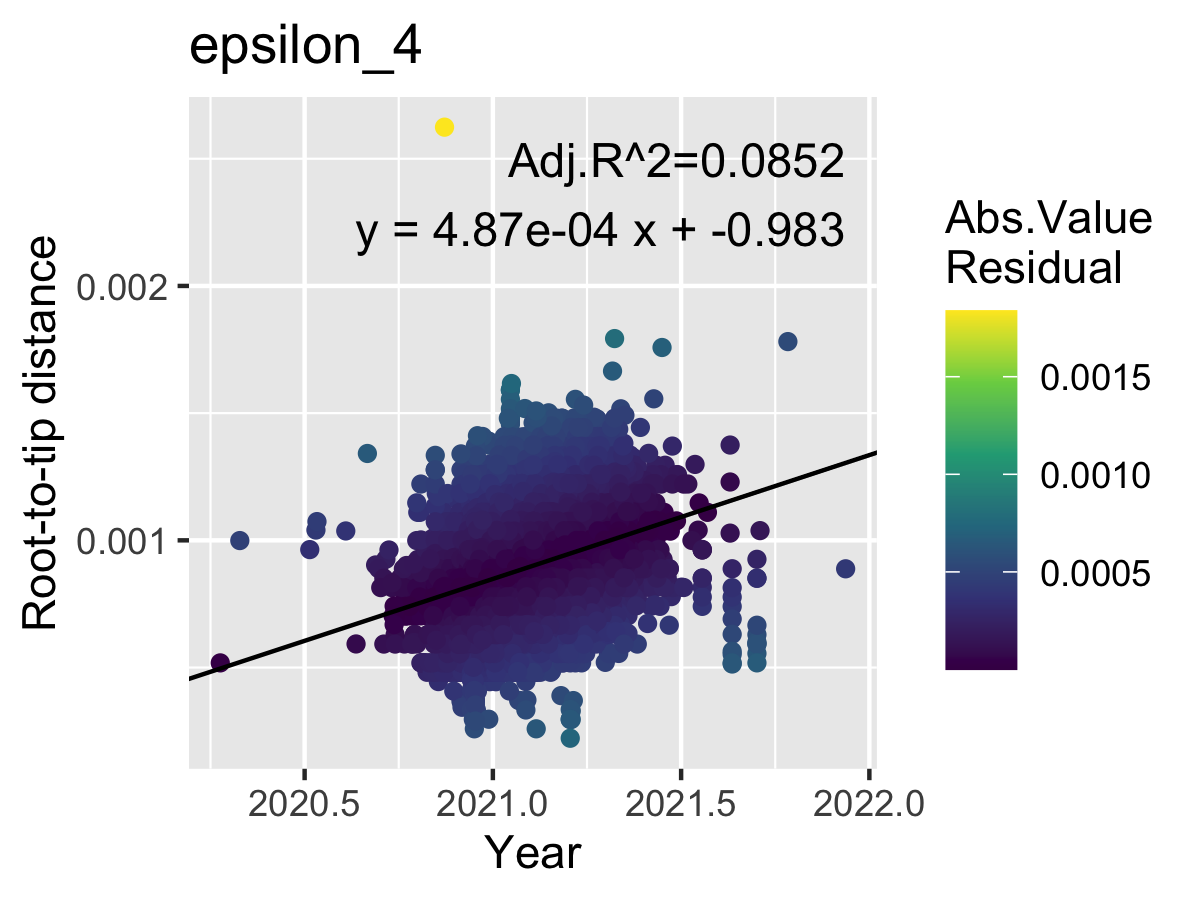 epsilon_4
Adj.R^2=0.0852
y = 4.87e-04 x + -0.983
Root-to-tip distance
0.002
0.001
2020.5
2021.0
2021.5
2022.0
Year
Abs.Value
Residual
0.0015
0.0010
0.0005